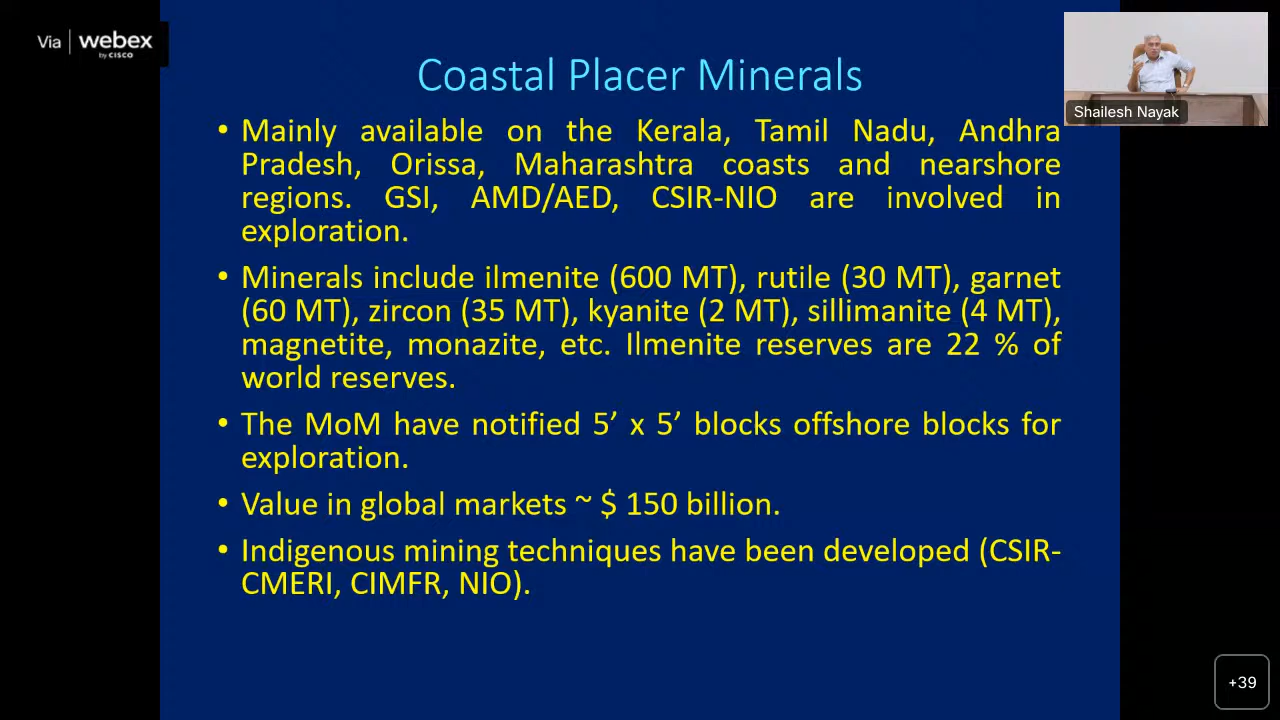 Via | webex
by CISCO
Coastal Placer Minerals
Shailesh Nayak
• Mainly available on the Kerala, Tamil Nadu, Andhra
Pradesh, Orissa, Maharashtra coasts and nearshore
regions. GSI, AMD/AED, CSIR-NIO are involved in
exploration.
• Minerals include ilmenite (600 MT), rutile (30 MT), garnet
(60 MT), zircon (35 MT), kyanite (2 MT), sillimanite (4 MT),
magnetite, monazite, etc. Ilmenite reserves are 22 % of
world reserves.
• The MoM have notified 5’ x 5’ blocks offshore blocks for
exploration.
• Value in global markets ~ $ 150 billion.
• Indigenous mining techniques have been developed (CSIR-
CMERI, CIMFR, NIO).
+39